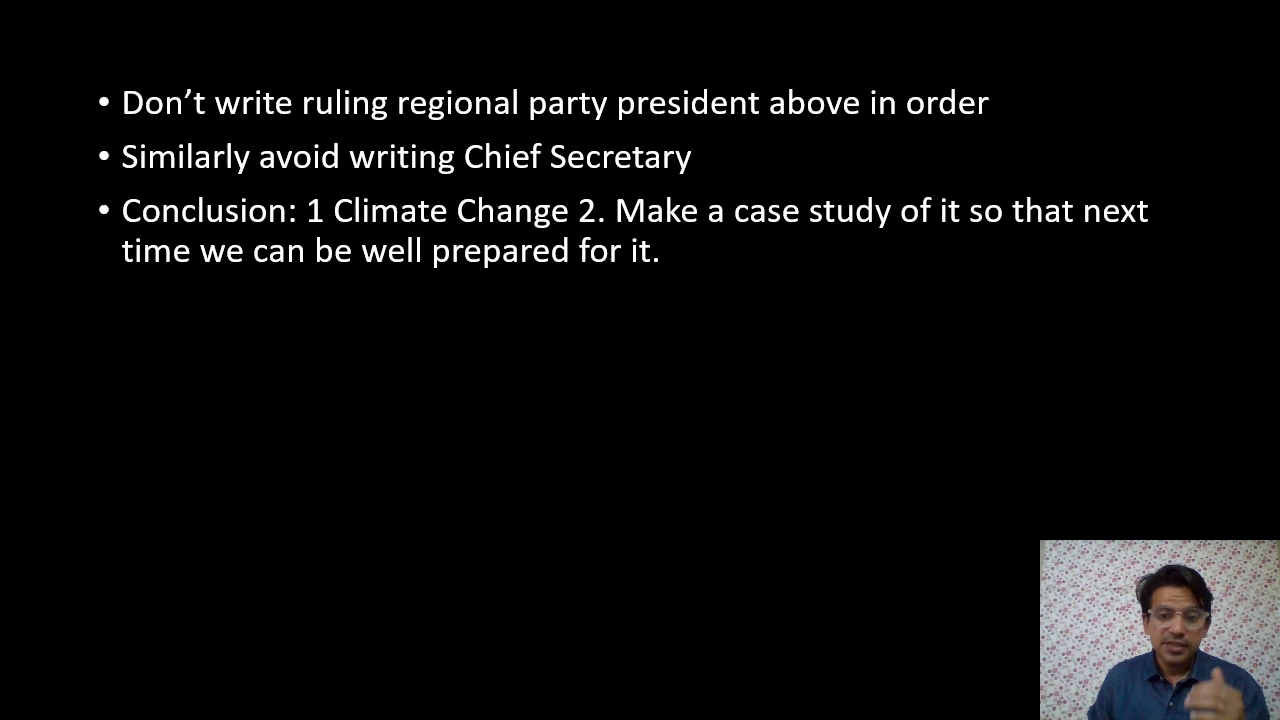 • Don’t write ruling regional party president above in order
• Similarly avoid writing Chief Secretary
• Conclusion: 1 Climate Change 2. Make a case study of it so that next
time we can be well prepared for it.